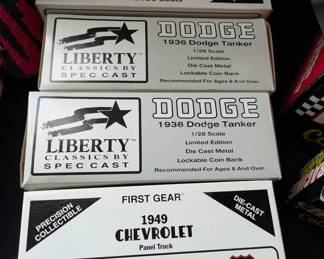 DODGE
1936 Dodge Tanker
1/28 Scale
Limited Edition
Die Cast Metal
Lockable Coin Bank
Recommended For Ages 8 And Over.
LIBERTY
CLASSICS BY
SPEC CAST
DODGE
1936 Dodge Tanker
1/28 Scale
Limited Edition
Die Cast Metal
Lockable Coin Bank
Recommended For Ages 8 And Over.
LIBERTY
CLASSICS BY
SPEC CAST
FIRST GEAR
PRECISION
COLLECTIBLE
DIE-CAST
METAL
1949
CHEVROLET
Panel Truck